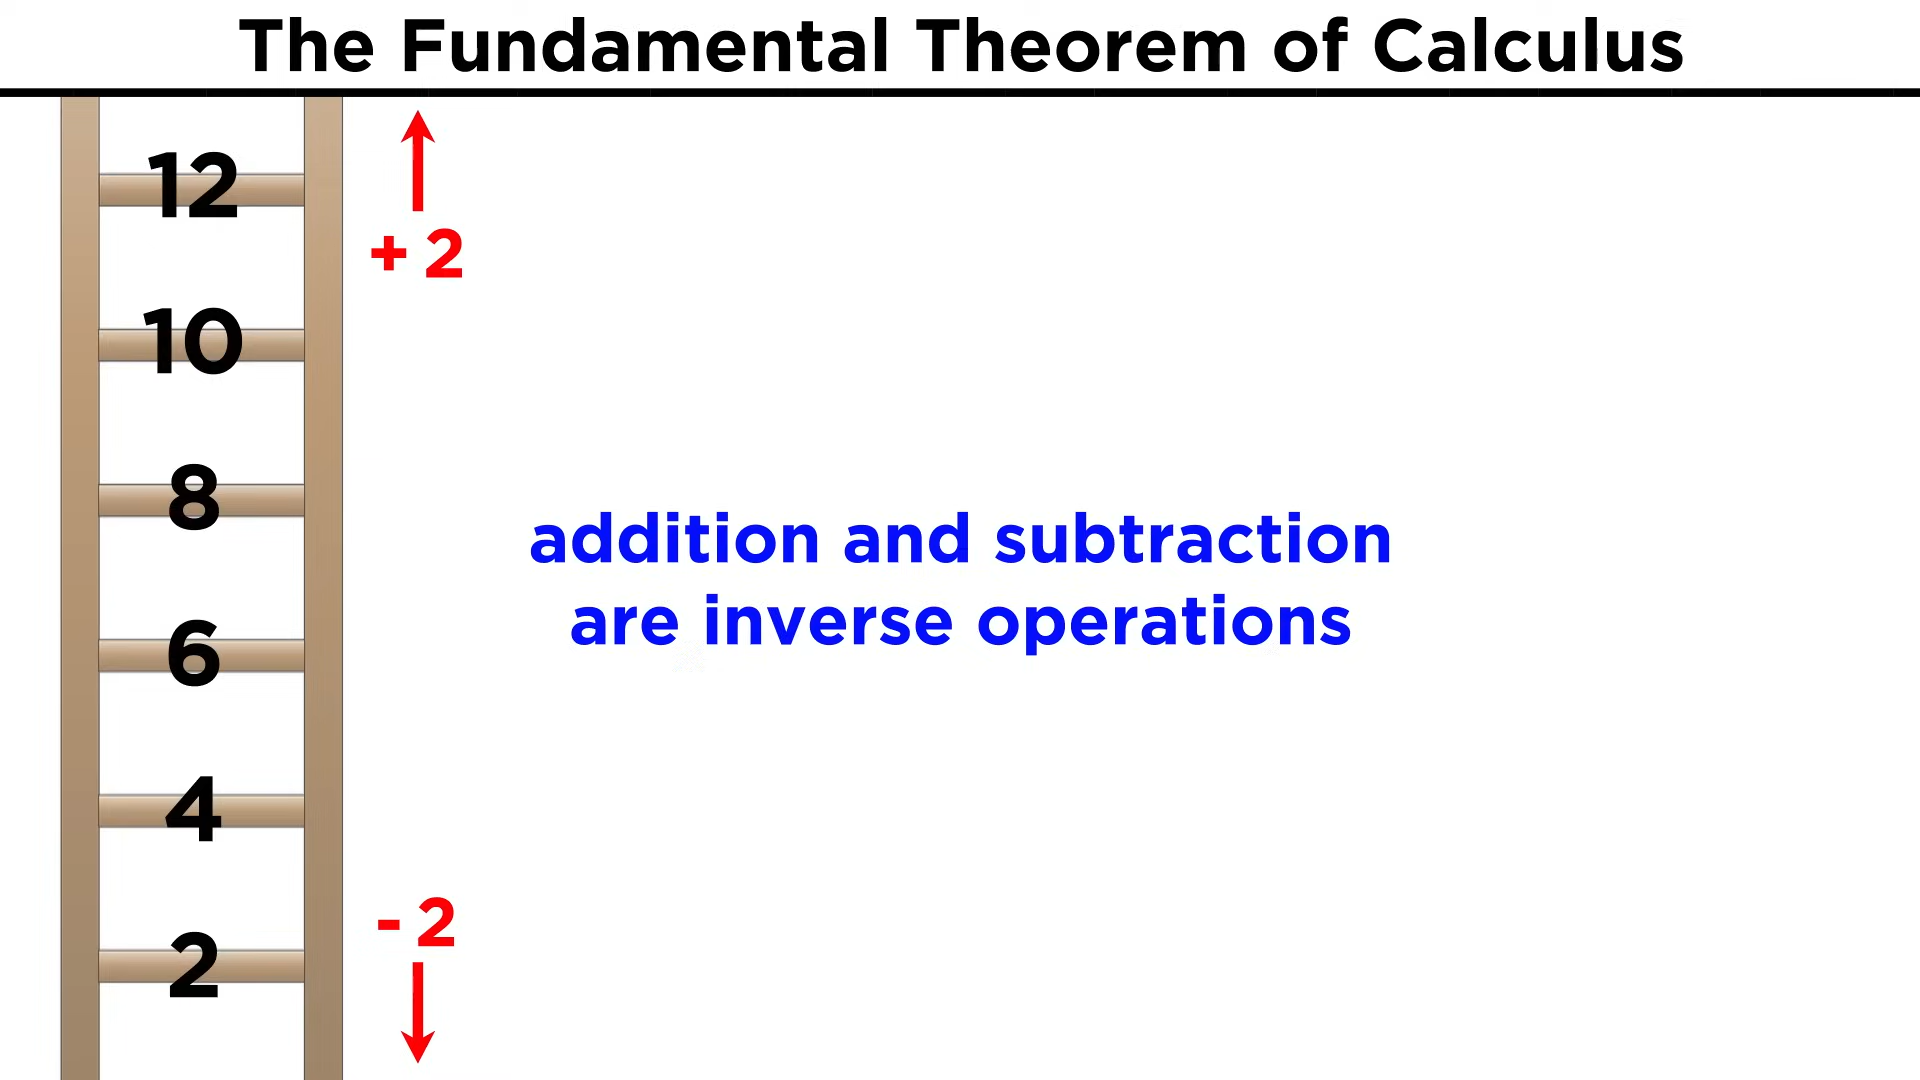 The Fundamental Theorem of Calculus
12
+ 2
10
8
addition and subtraction
are inverse operations
6
4
- 2
2